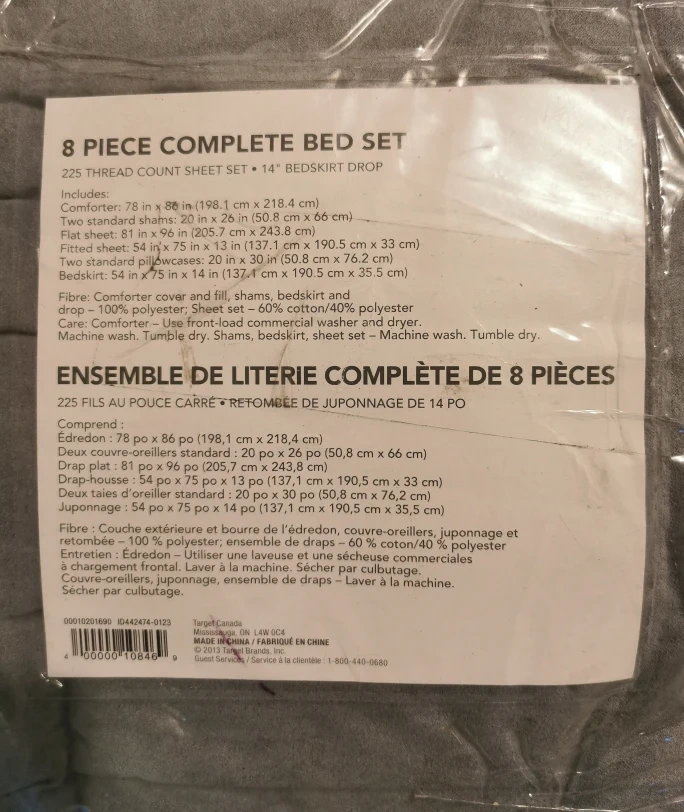 8 PIECE COMPLETE BED SET
225 THREAD COUNT SHEET SET • 14" BEDSKIRT DROP
Includes:
Comforter: 78 in x 86 in (198.1 cm x 218.4 cm)
Two standard shams: 20 in x 26 in (50.8 cm x 66 cm)
Flat sheet: 81 in x 96 in (205.7 cm x 243.8 cm)
Fitted sheet: 54 in x 75 in x 13 in (137.1 cm x 190.5 cm x 33 cm)
Two standard pillowcases: 20 in x 30 in (50.8 cm x 76.2 cm)
Bedskirt: 54 in x 75 in x 14 in (137.1 cm x 190.5 cm x 35.5 cm)
Fibre: Comforter cover and fill, shams, bedskirt and
drop – 100% polyester; Sheet set – 60% cotton/40% polyester
Care: Comforter – Use front-load commercial washer and dryer.
Machine wash. Tumble dry. Shams, bedskirt, sheet set – Machine wash. Tumble dry.
ENSEMBLE DE LITERIE COMPLÈTE DE 8 PIÈCES
225 FILS AU POUCE CARRÉ • RETOMBÉE DE JUPONNAGE DE 14 PO
Comprend :
Édredon : 78 po x 86 po (198,1 cm x 218,4 cm)
Deux couvre-oreillers standard : 20 po x 26 po (50,8 cm x 66 cm)
Drap plat : 81 po x 96 po (205,7 cm x 243,8 cm)
Drap-housse : 54 po x 75 po x 13 po (137,1 cm x 190,5 cm x 33 cm)
Deux taies d'oreiller standard : 20 po x 30 po (50,8 cm x 76,2 cm)
Juponnage : 54 po x 75 po x 14 po (137,1 cm x 190,5 cm x 35,5 cm)
Fibre : Couche extérieure et bourre de l'édredon, couvre-oreillers, juponnage et
retombée – 100 % polyester; ensemble de draps – 60 % coton/40 % polyester
Entretien : Édredon – Utiliser une laveuse et une sécheuse commerciales
à chargement frontal. Laver à la machine. Sécher par culbutage.
Couvre-oreillers, juponnage, ensemble de draps – Laver à la machine.
Sécher par culbutage.
00010201690 ID442474-0123
4 00000 10846 9
Target Canada
Mississauga, ON L4W 0C4
MADE IN CHINA / FABRIQUÉ EN CHINE
© 2013 Target Brands, Inc.
Guest Services / Service à la clientèle : 1-800-440-0680